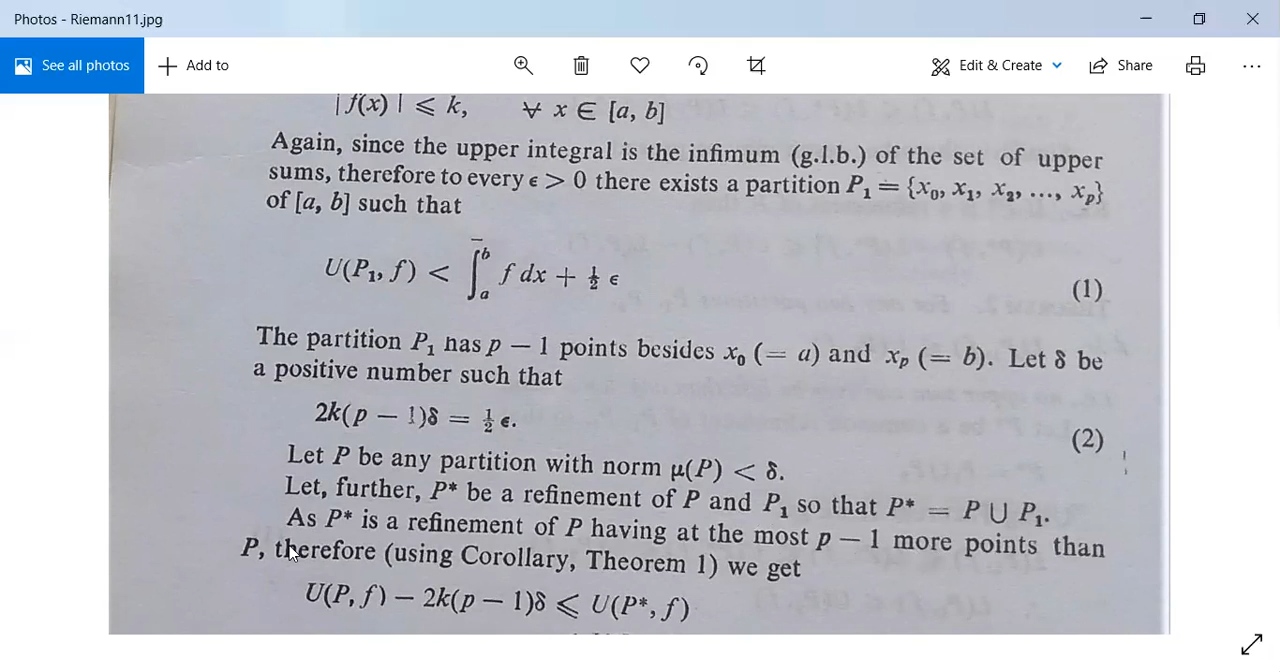 Photos - Riemann11.jpg
See all photos
Add to
Edit & Create
Share
| f(x) | ⩽ k, ∀ x ∈ [a, b]
Again, since the upper integral is the infimum (g.l.b.) of the set of upper
sums, therefore to every ϵ > 0 there exists a partition P₁ = {x₀, x₁, x₂, ..., xₚ}
of [a, b] such that
U(P₁, f) < ∫̅ₐᵇ f dx + ½ ϵ (1)
The partition P₁ has p − 1 points besides x₀ (= a) and xₚ (= b). Let δ be
a positive number such that
2k(p − 1)δ = ½ ϵ. (2)
Let P be any partition with norm μ(P) < δ.
Let, further, P* be a refinement of P and P₁ so that P* = P ∪ P₁.
As P* is a refinement of P having at the most p − 1 more points than
P, therefore (using Corollary, Theorem 1) we get
U(P, f) − 2k(p − 1)δ ⩽ U(P*, f)